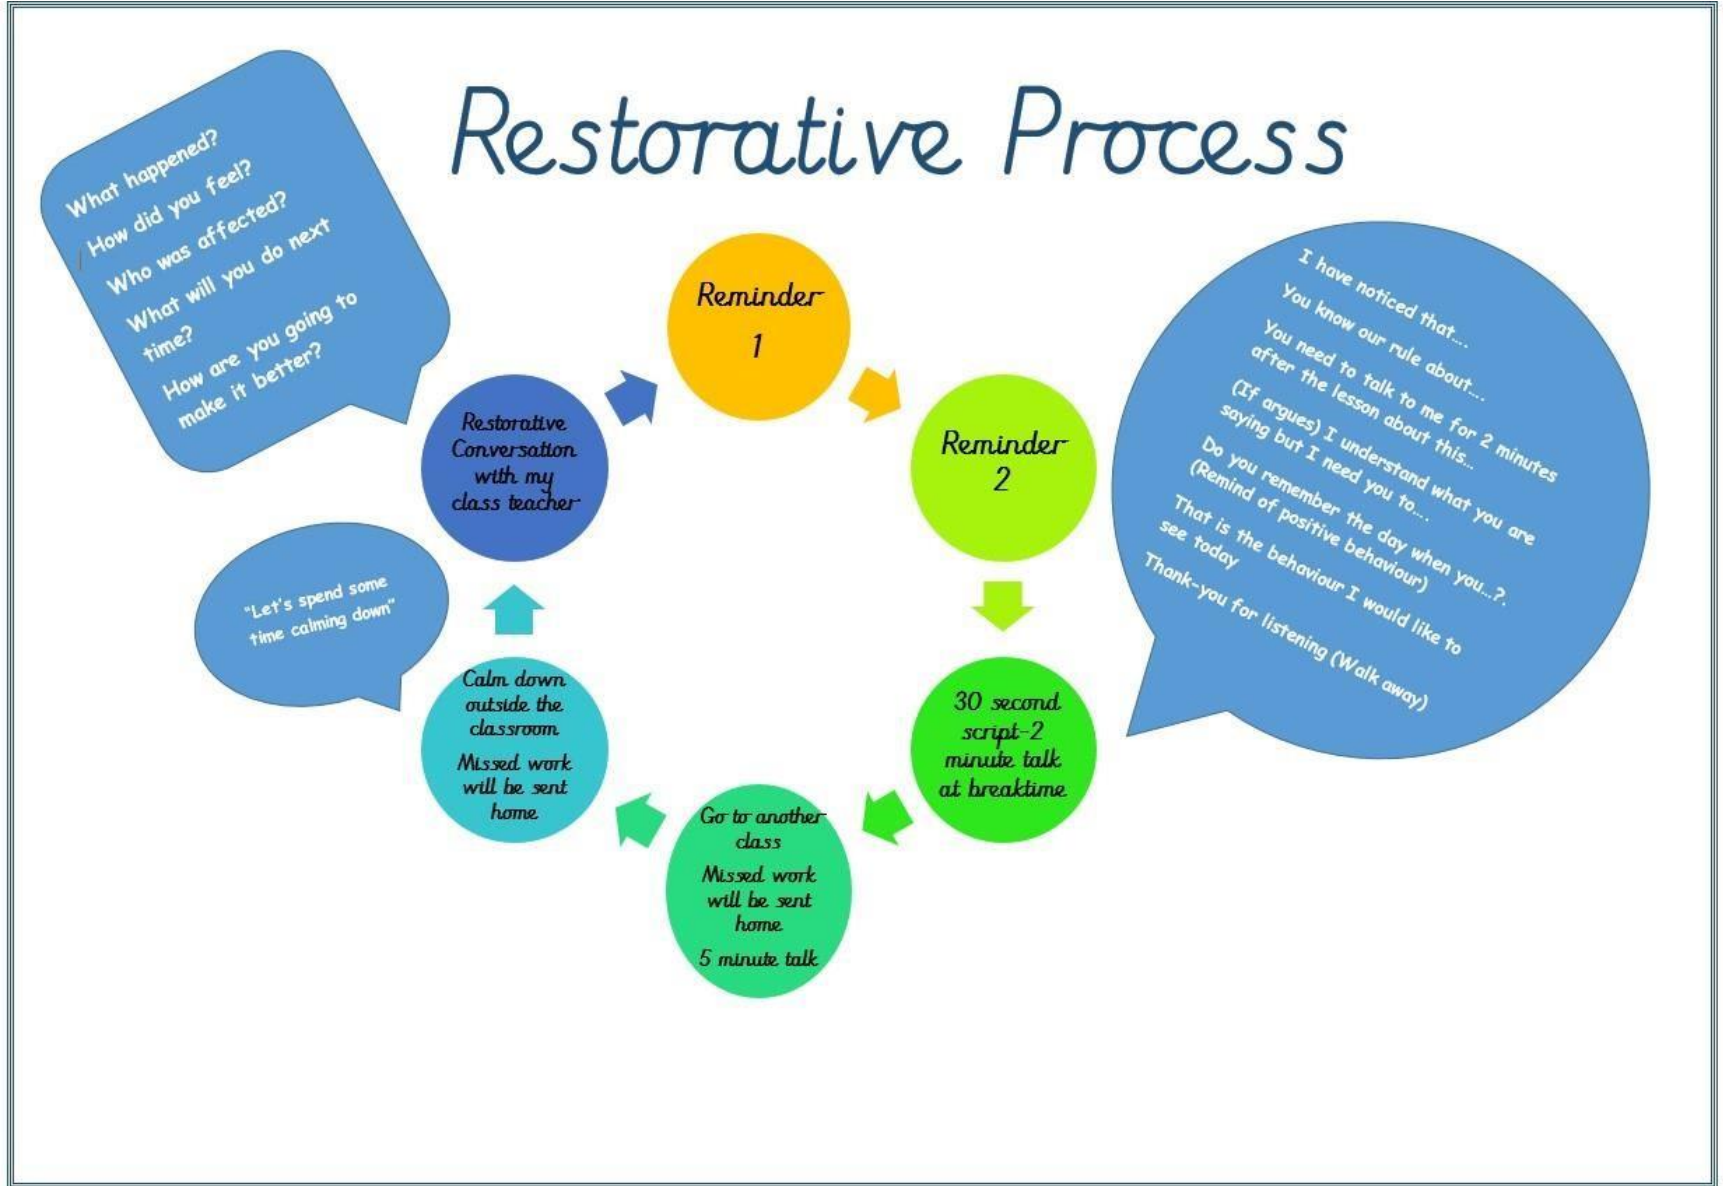 Restorative Process
What happened?
How did you feel?
Who was affected?
What will you do next
time?
How are you going to
make it better?
Reminder
1
Reminder
2
I have noticed that....
You know our rule about....
You need to talk to me for 2 minutes
after the lesson about this...
(If argues) I understand what you are
saying but I need you to....
Do you remember the day when you...?.
(Remind of positive behaviour)
That is the behaviour I would like to
see today
Thank-you for listening (Walk away)
30 second
script-2
minute talk
at breaktime
Go to another
class
Missed work
will be sent
home
5 minute talk
Calm down
outside the
classroom
Missed work
will be sent
home
"Let's spend some
time calming down"
Restorative
Conversation
with my
class teacher